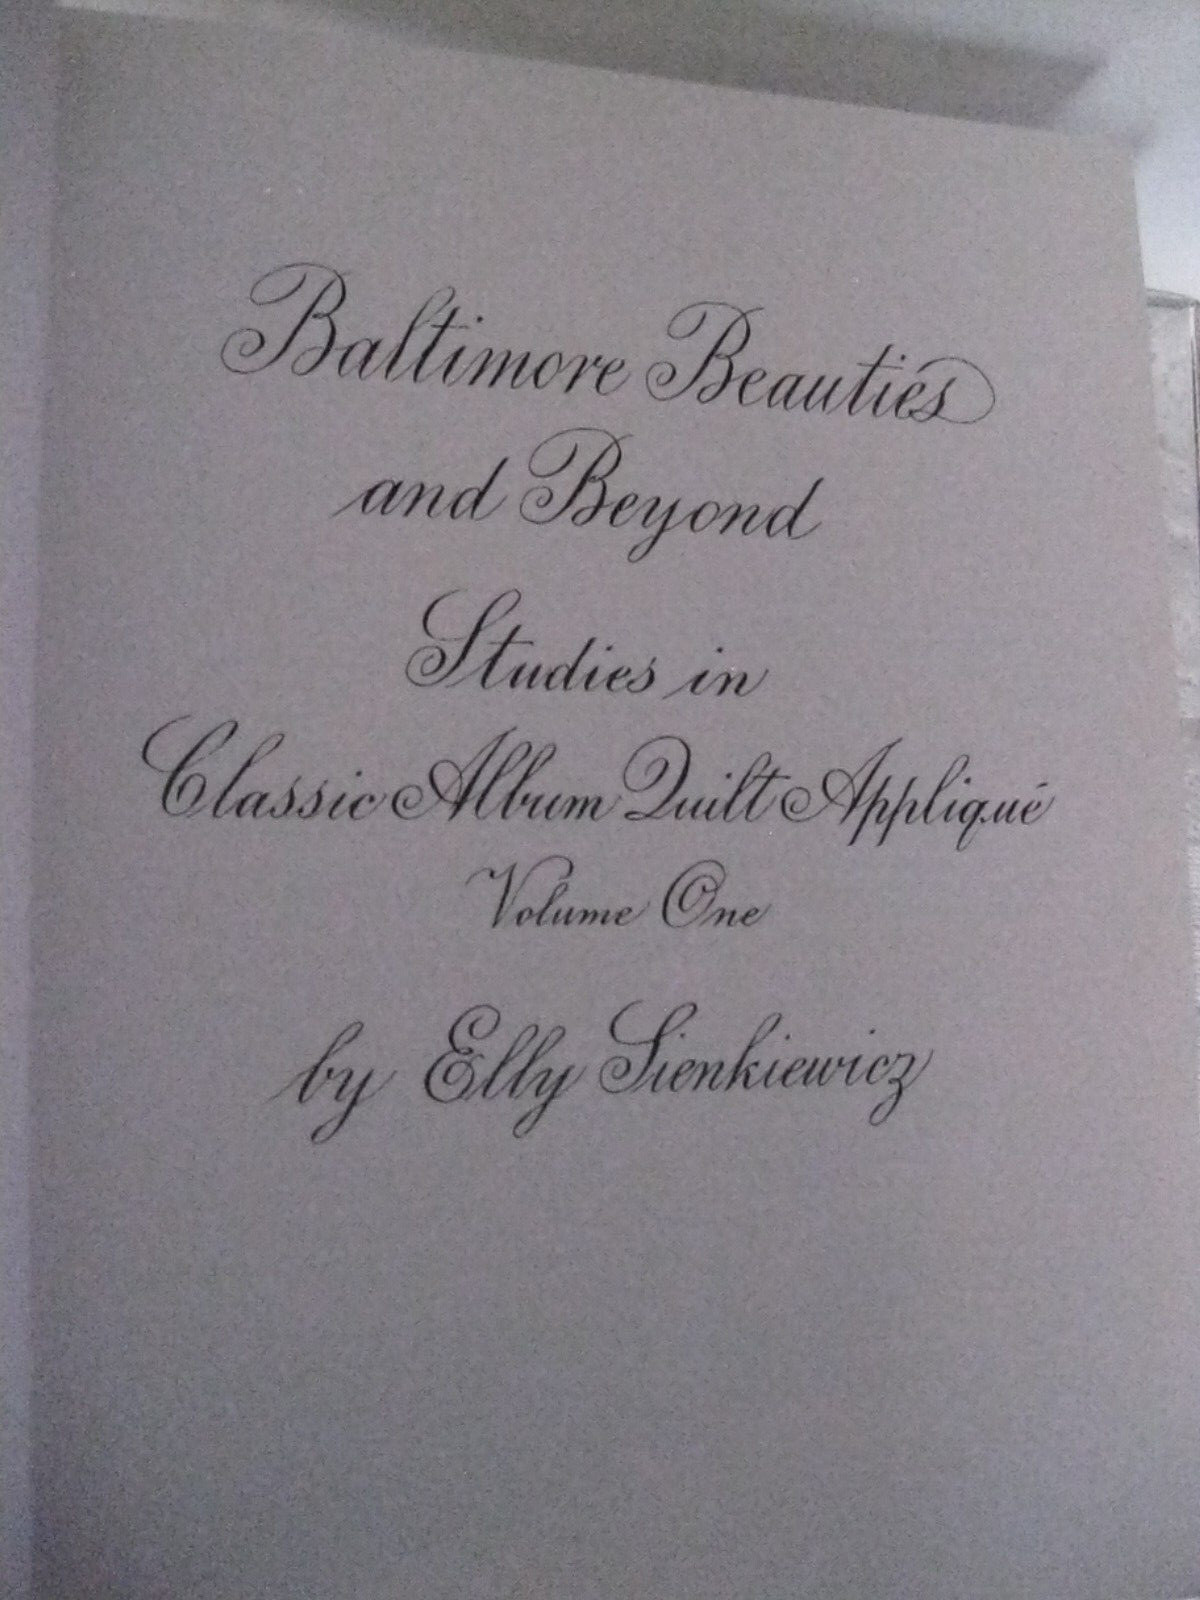 Baltimore Beauties
and Beyond
Studies in
Classic Album Quilt Appliqué
Volume One
by Elly Sienkiewicz